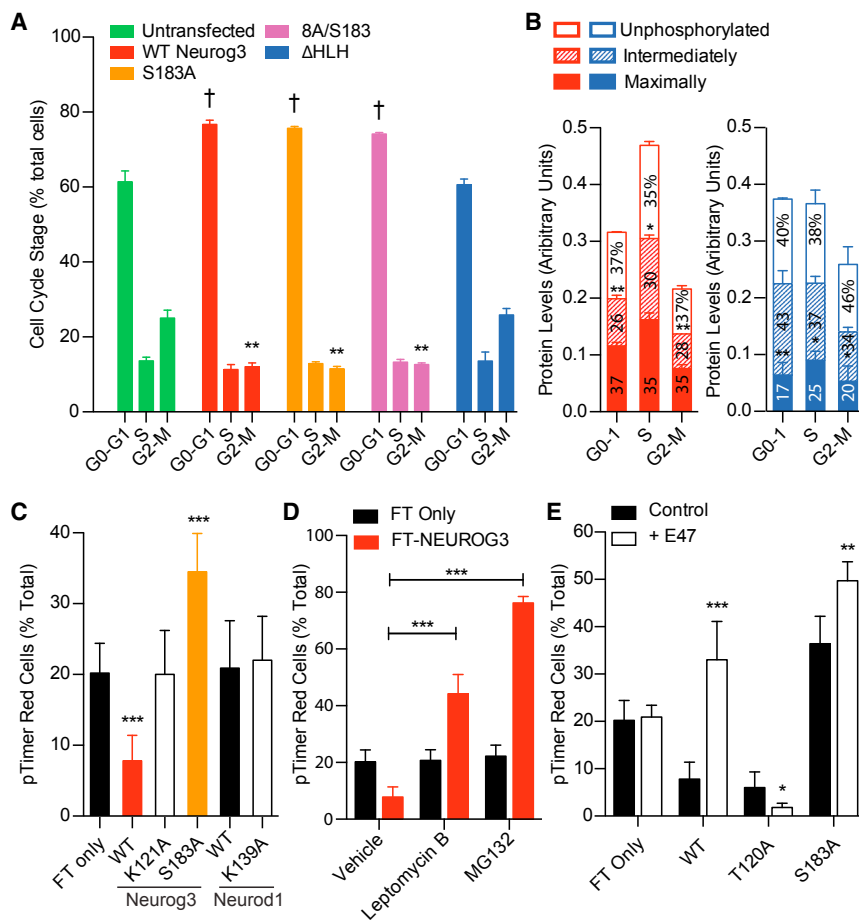 A
Untransfected
WT Neurog3
S183A
8A/S183
ΔHLH
Cell Cycle Stage (% total cells)
100
80
60
40
20
0
†
†
†
**
**
**
G0-G1
S
G2-M
G0-G1
S
G2-M
G0-G1
S
G2-M
G0-G1
S
G2-M
G0-G1
S
G2-M
B
Unphosphorylated
Intermediately
Maximally
Protein Levels (Aribitrary Units)
0.5
0.4
0.3
0.2
0.1
0.0
37%
**
26
37
35%
*
30
35
*37%
*
28
35
G0-1
S
G2-M
Protein Levels (Aribitrary Units)
0.5
0.4
0.3
0.2
0.1
0.0
40%
43
**
17
38%
* 37
25
46%
*34
20
G0-1
S
G2-M
C
pTimer Red Cells (% Total)
40
30
20
10
0
***
***
FT only
WT
K121A
S183A
WT
K139A
Neurog3
Neurod1
D
FT Only
FT-NEUROG3
pTimer Red Cells (% Total)
100
80
60
40
20
0
***
***
Vehicle
Leptomycin B
MG132
E
Control
+ E47
pTimer Red Cells (% Total)
60
50
40
30
20
10
0
***
*
**
FT Only
WT
T120A
S183A